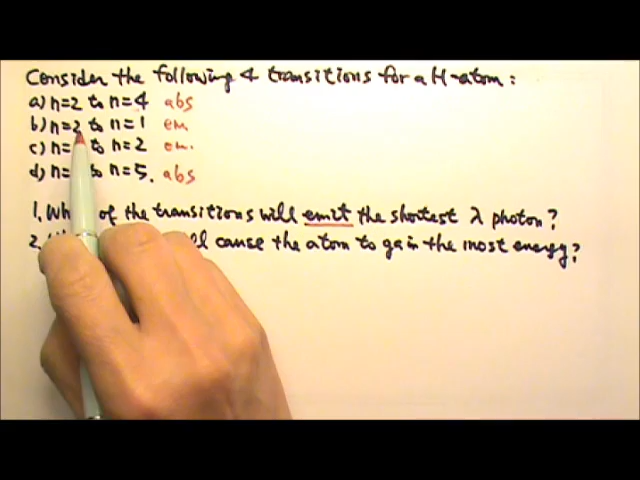 Consider the following 4 transitions for a H-atom:
a) n=2 to n=4 abs
b) n=2 to n=1 em
c) n= to n=2 em.
d) n= to n=5. abs
1. Wh of the transitions will emit the shortest λ photon?
2. cause the atom to gain the most energy?